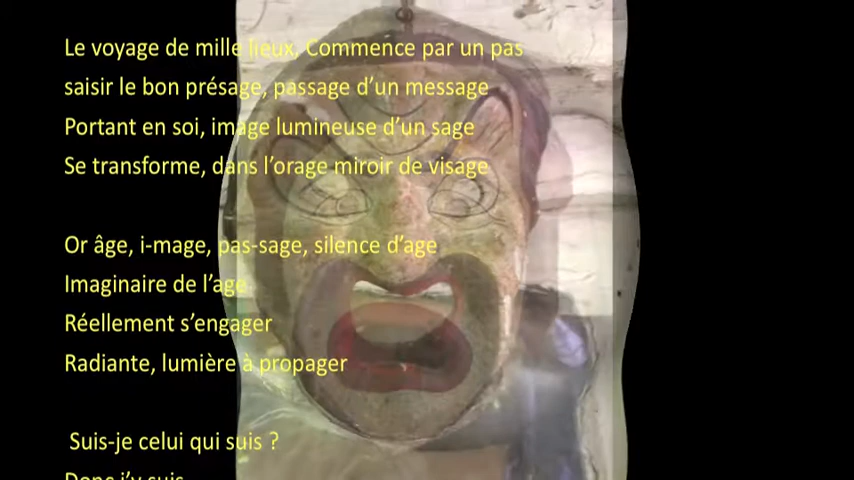 Le voyage de mille lieux, Commence par un pas
saisir le bon présage, passage d’un message
Portant en soi, image lumineuse d’un sage
Se transforme, dans l’orage miroir de visage
Or âge, i-mage, pas-sage, silence d’age
Imaginaire de l’age
Réellement s’engager
Radiante, lumière à propager
Suis-je celui qui suis ?
Donc j’y suis